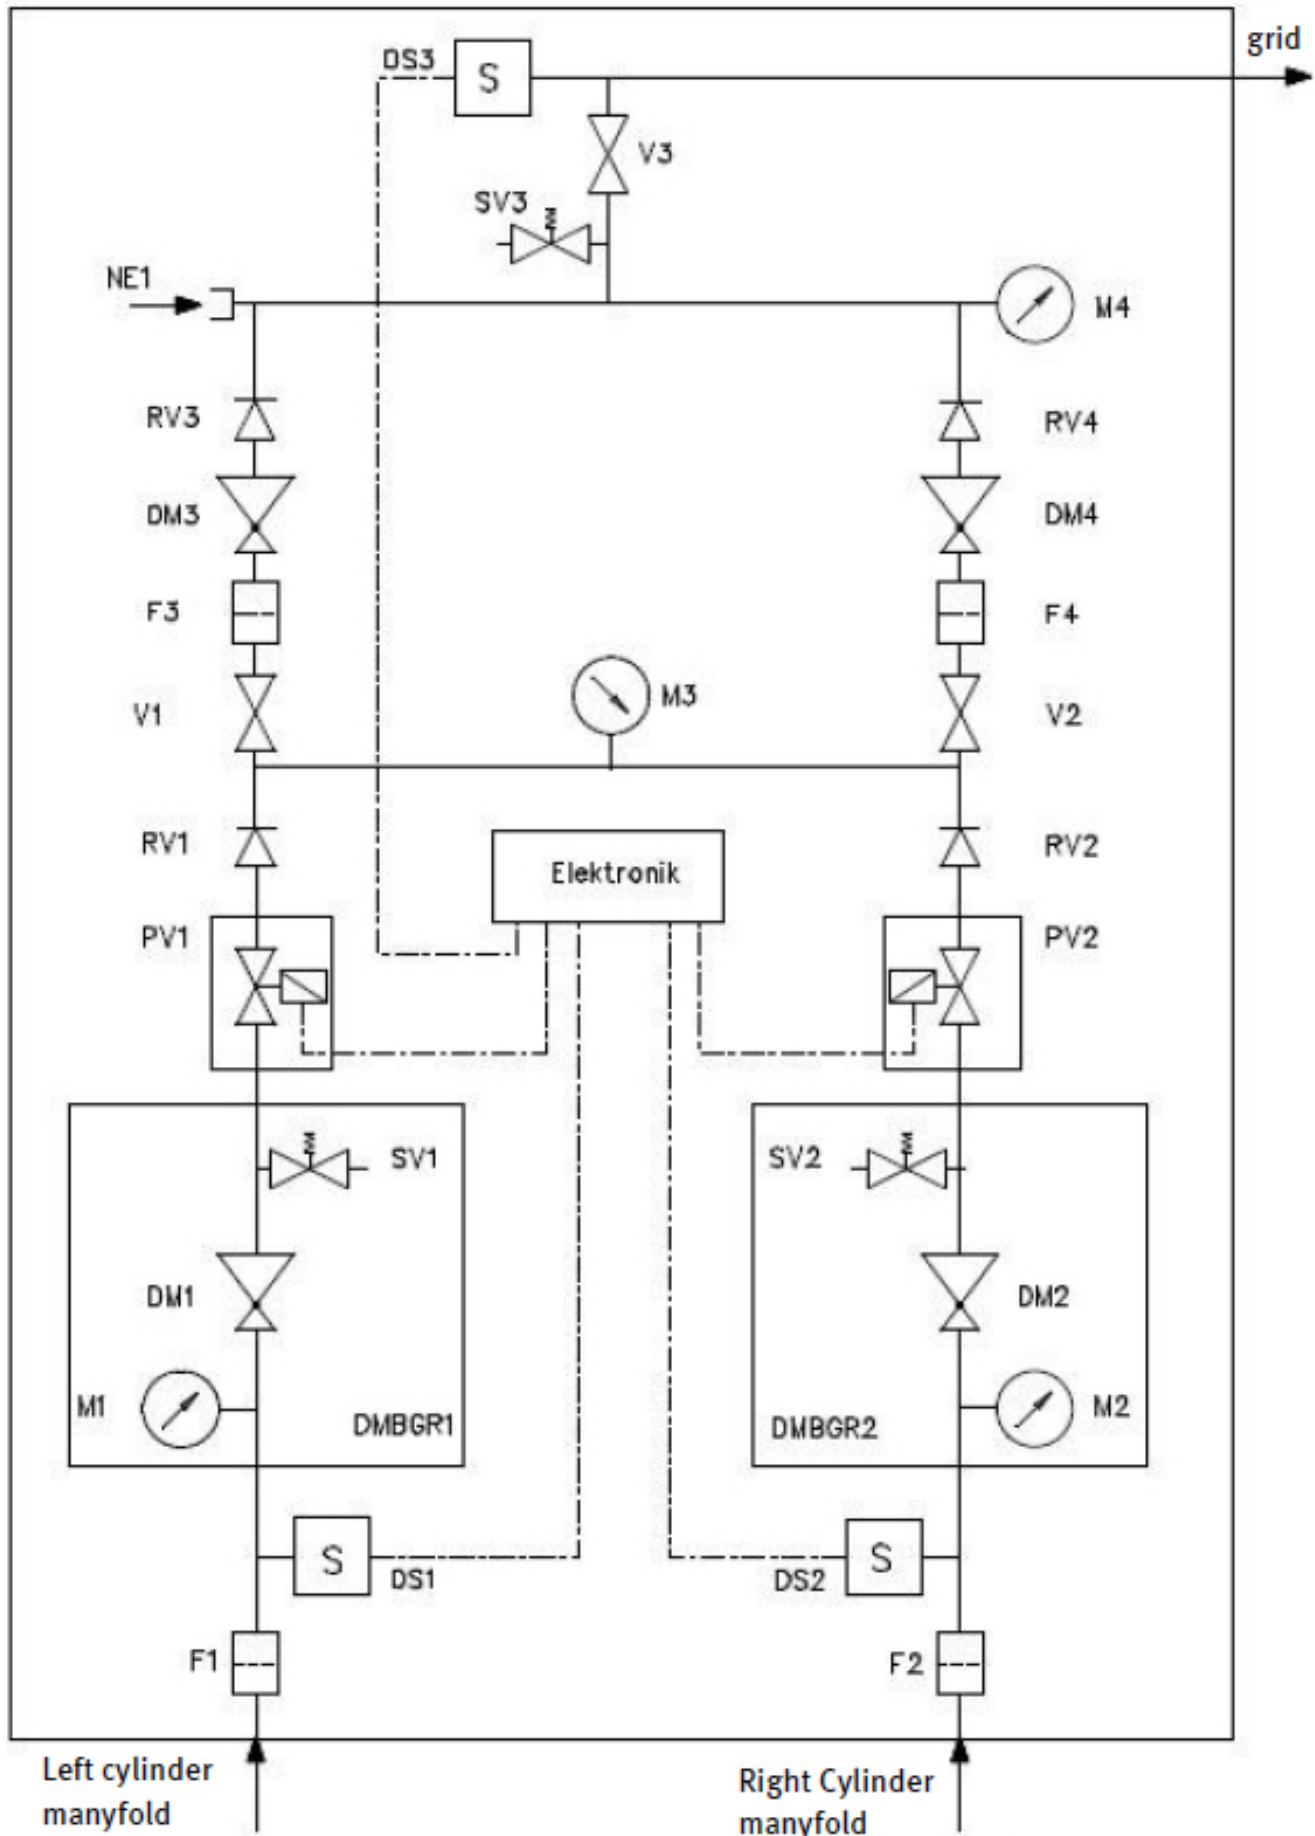 grid
DS3
S
V3
SV3
NE1
M4
RV3
RV4
DM3
DM4
F3
F4
M3
V1
V2
RV1
Elektronik
RV2
PV1
PV2
SV1
SV2
DM1
DM2
M1
DMBGR1
DMBGR2
M2
S
DS1
S
DS2
F1
F2
Left cylinder
manyfold
Right Cylinder
manyfold